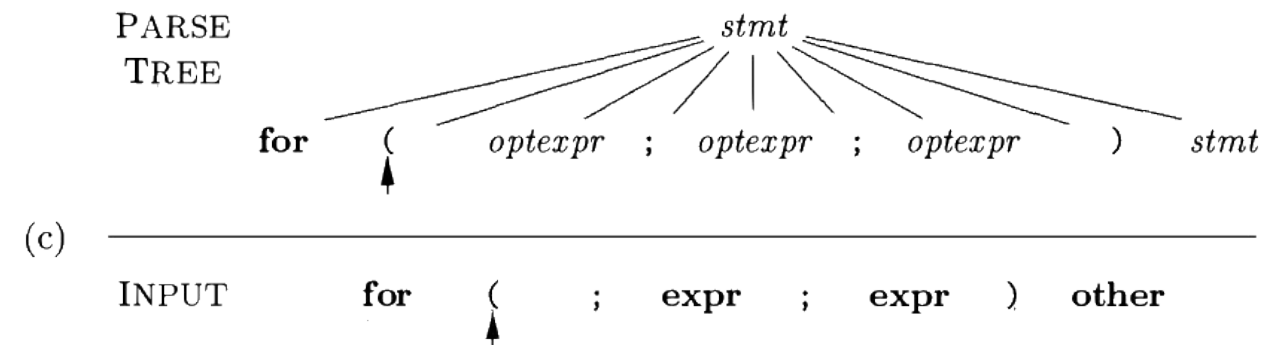 PARSE
TREE
stmt
for ( optexpr ; optexpr ; optexpr ) stmt
(c)
INPUT for ( ; expr ; expr ) other